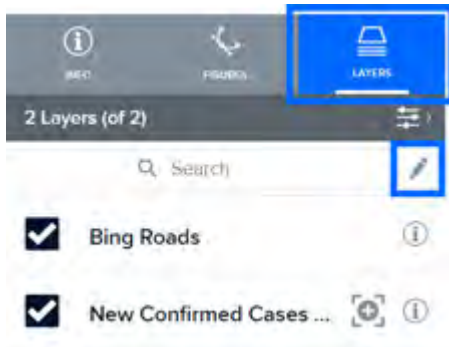 INFO FIGURES LAYERS
2 Layers (of 2)
Search
Bing Roads
New Confirmed Cases ...